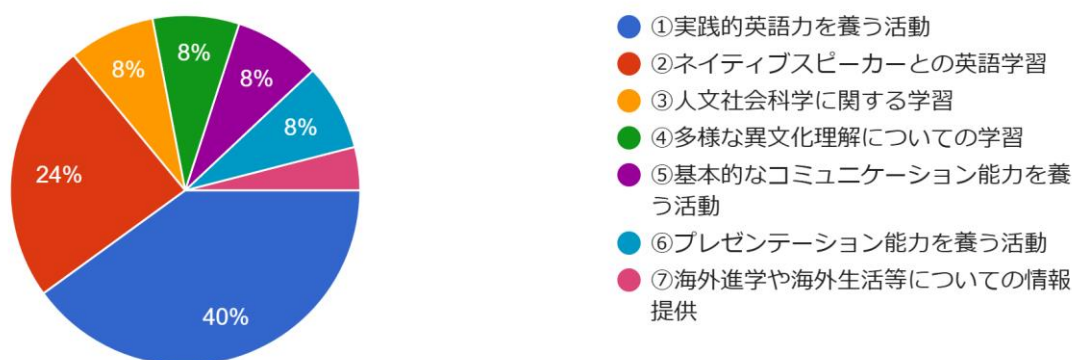 8%
8%
8%
8%
24%
40%
①実践的英語力を養う活動
②ネイティブスピーカーとの英語学習
③人文社会科学に関する学習
④多様な異文化理解についての学習
⑤基本的なコミュニケーション能力を養
う活動
⑥プレゼンテーション能力を養う活動
⑦海外進学や海外生活等についての情報
提供